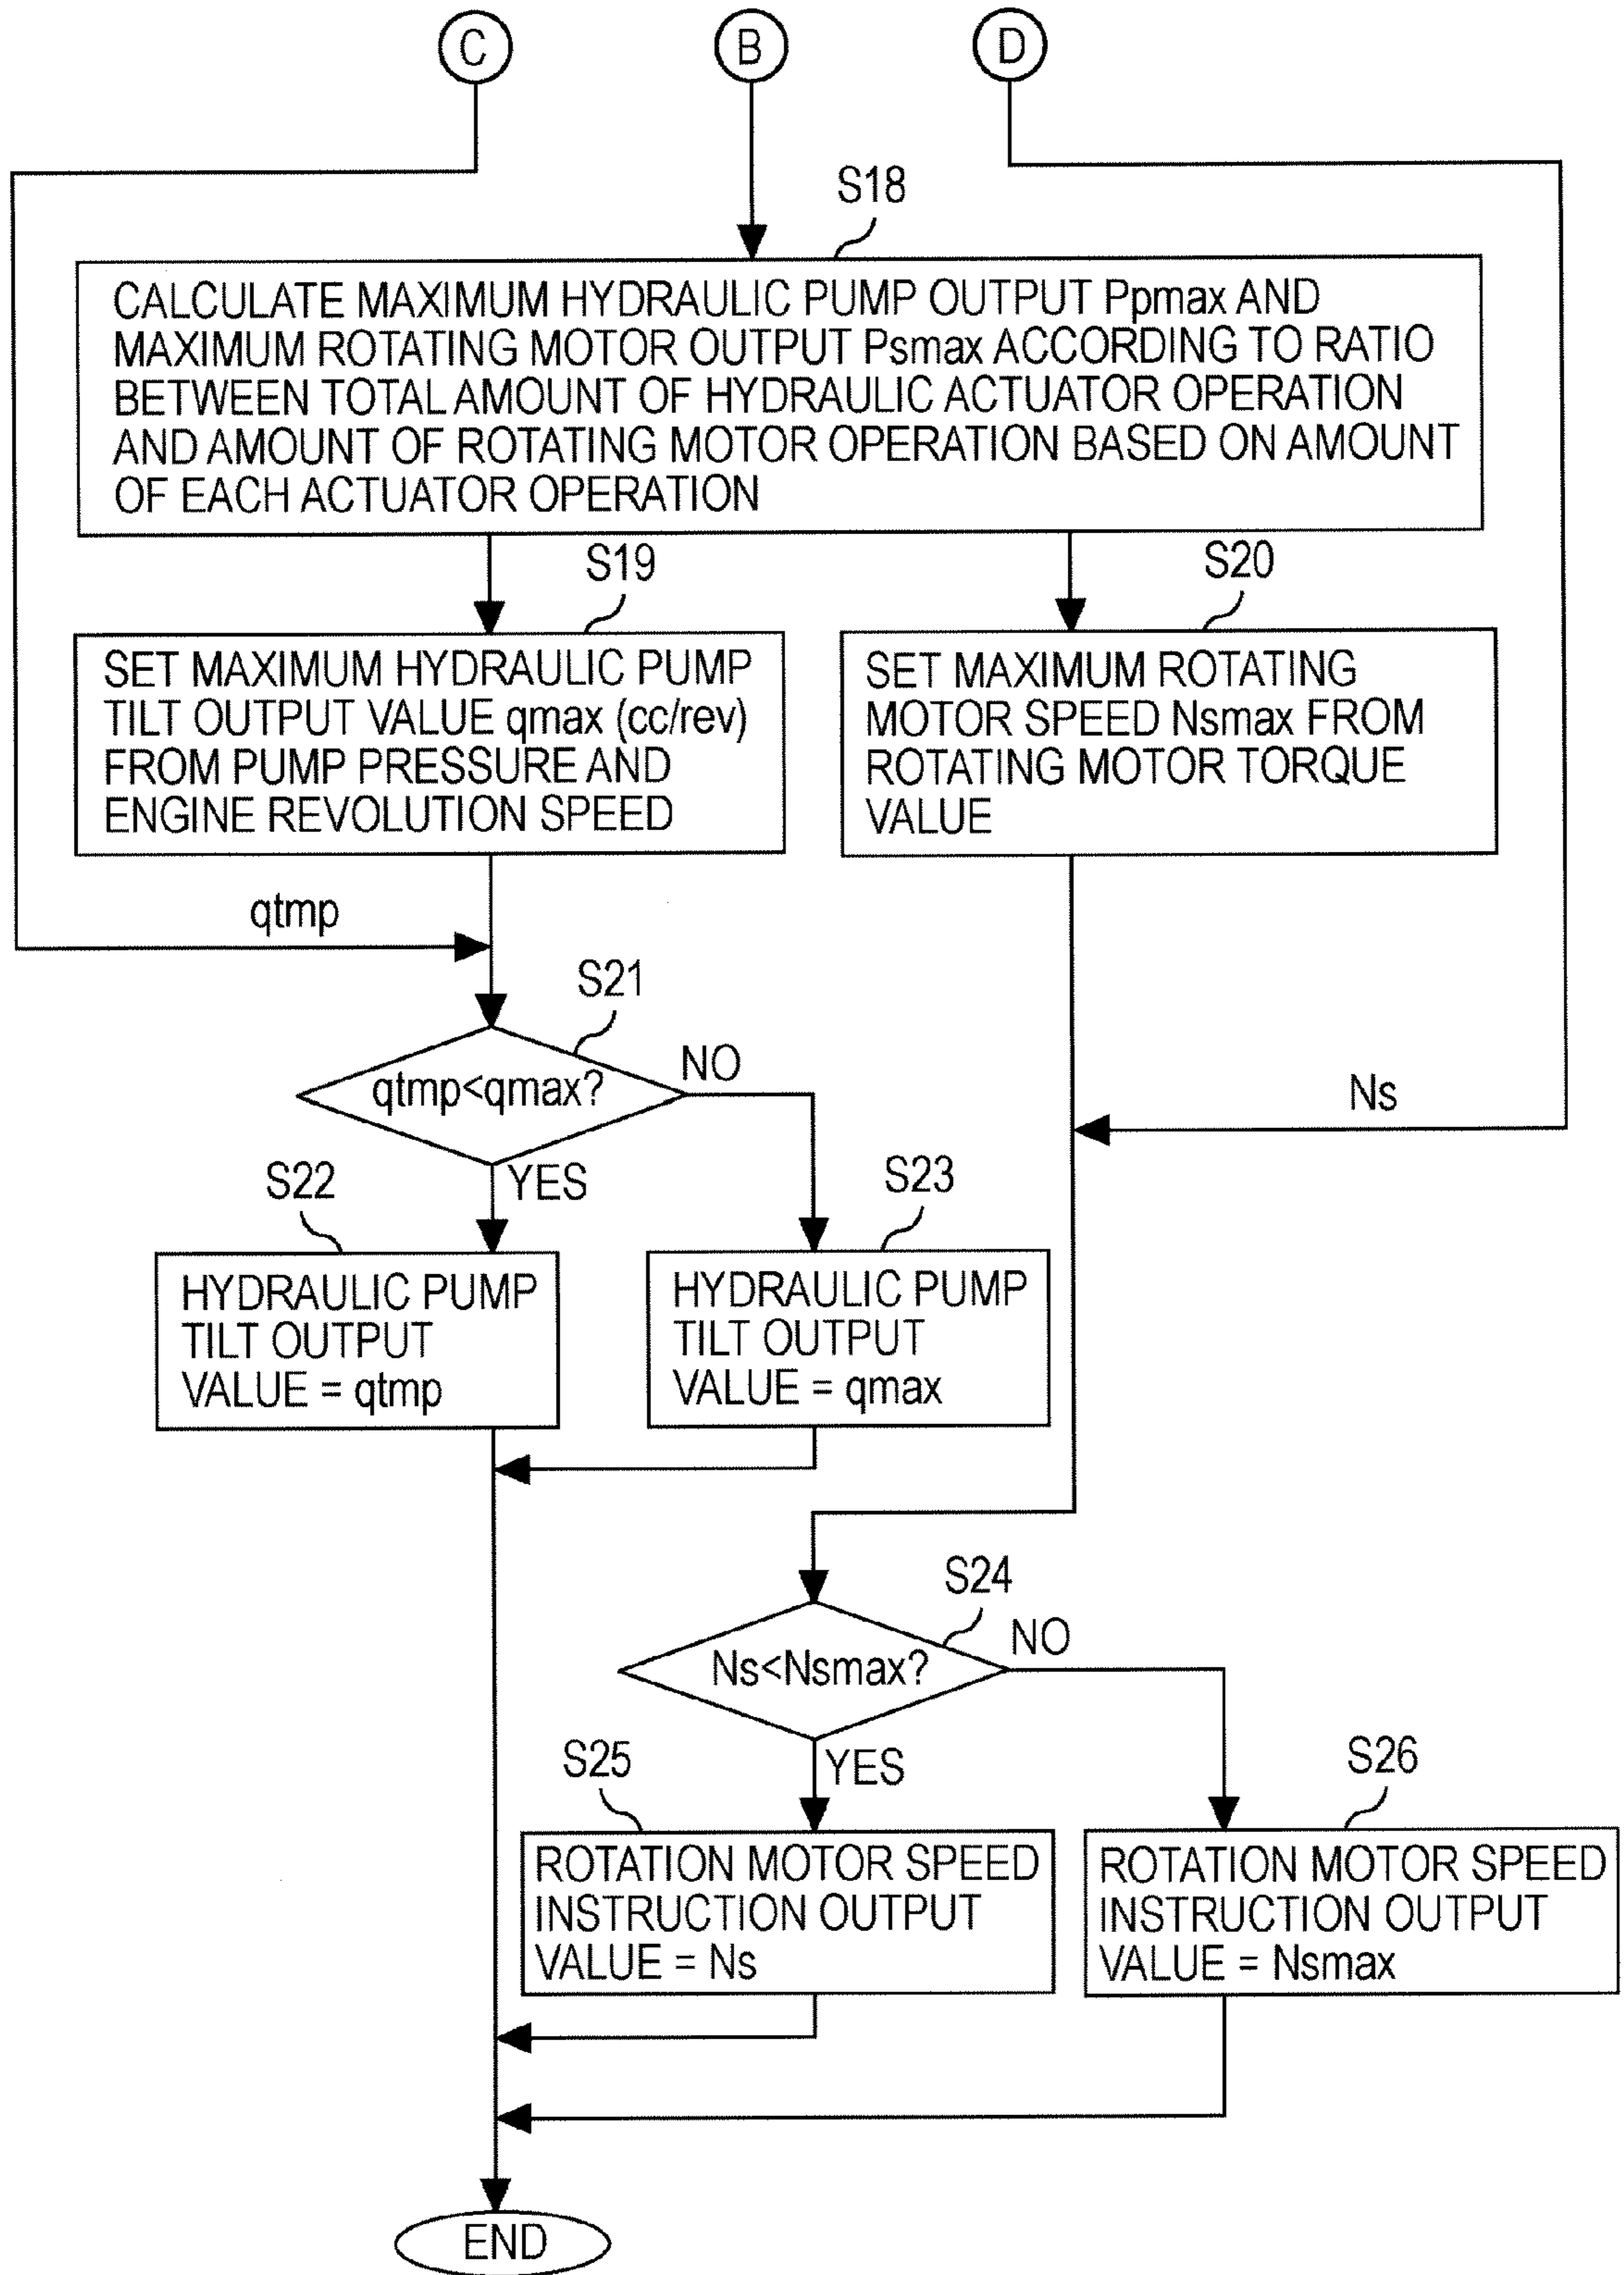 C
B
D
S18
CALCULATE MAXIMUM HYDRAULIC PUMP OUTPUT Ppmax AND
MAXIMUM ROTATING MOTOR OUTPUT Psmax ACCORDING TO RATIO
BETWEEN TOTAL AMOUNT OF HYDRAULIC ACTUATOR OPERATION
AND AMOUNT OF ROTATING MOTOR OPERATION BASED ON AMOUNT
OF EACH ACTUATOR OPERATION
S19
SET MAXIMUM HYDRAULIC PUMP
TILT OUTPUT VALUE qmax (cc/rev)
FROM PUMP PRESSURE AND
ENGINE REVOLUTION SPEED
S20
SET MAXIMUM ROTATING
MOTOR SPEED Nsmax FROM
ROTATING MOTOR TORQUE
VALUE
qtmp
S21
qtmp<qmax?
NO
YES
Ns
S22
HYDRAULIC PUMP
TILT OUTPUT
VALUE = qtmp
S23
HYDRAULIC PUMP
TILT OUTPUT
VALUE = qmax
S24
Ns<Nsmax?
NO
YES
S25
ROTATION MOTOR SPEED
INSTRUCTION OUTPUT
VALUE = Ns
S26
ROTATION MOTOR SPEED
INSTRUCTION OUTPUT
VALUE = Nsmax
END